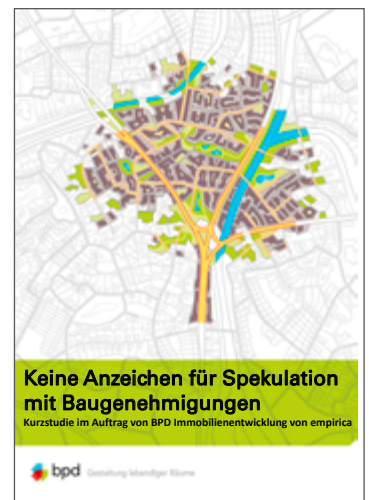 Keine Anzeichen für Spekulation
mit Baugenehmigungen
Kurzstudie im Auftrag von BPD Immobilienentwicklung von empirica
bpd Gestaltung lebendiger Räume